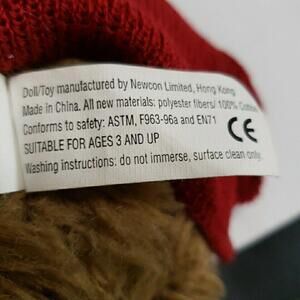 Doll/Toy manufactured by Newcon Limited, Hong Kong
Made in China. All new materials: polyester fibers/ 100% Cotton
Conforms to safety: ASTM, F963-96a and EN71
SUITABLE FOR AGES 3 AND UP CE
Washing instructions: do not immerse, surface clean only.